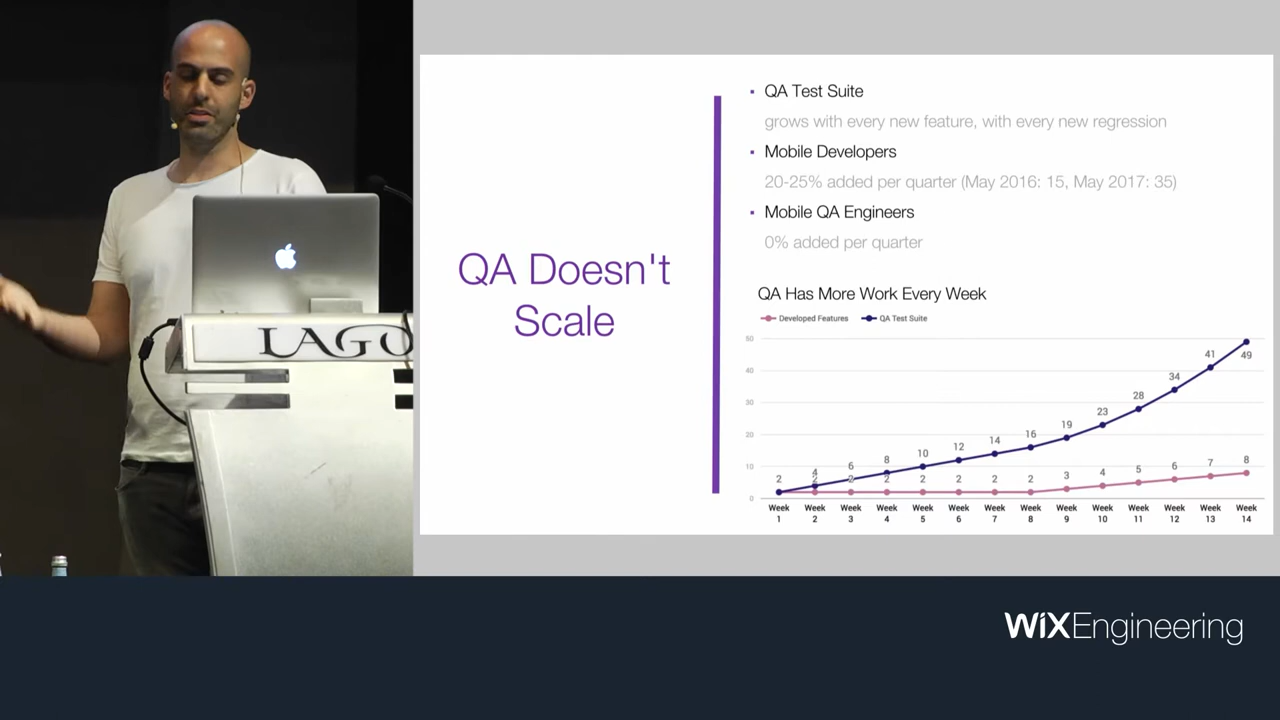 QA Doesn't
Scale
QA Test Suite
grows with every new feature, with every new regression
Mobile Developers
20-25% added per quarter (May 2016: 15, May 2017: 35)
Mobile QA Engineers
0% added per quarter
QA Has More Work Every Week
Developed Features QA Test Suite
50
40
30
20
10
0
2 4 6 8 10 12 14 16 19 23 28 34 41 49
2 2 2 2 2 2 2 3 4 5 6 7 8
Week 1
Week 2
Week 3
Week 4
Week 5
Week 6
Week 7
Week 8
Week 9
Week 10
Week 11
Week 12
Week 13
Week 14
LAGO
WiXEngineering